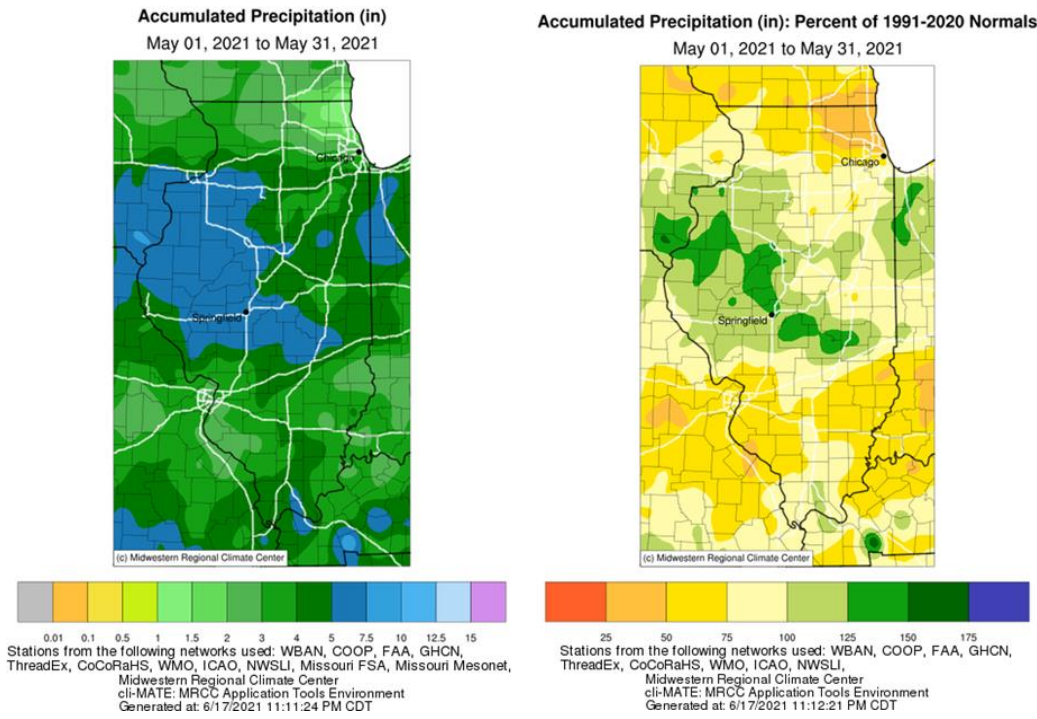 Accumulated Precipitation (in)
May 01, 2021 to May 31, 2021
Chicago
Springfield
(c) Midwestern Regional Climate Center
0.01 0.1 0.5 1 1.5 2 3 4 5 7.5 10 12.5 15
Stations from the following networks used: WBAN, COOP, FAA, GHCN,
ThreadEx, CoCoRaHS, WMO, ICAO, NWSLI, Missouri FSA, Missouri Mesonet,
Midwestern Regional Climate Center
cli-MATE: MRCC Application Tools Environment
Generated at: 6/17/2021 11:11:24 PM CDT
Accumulated Precipitation (in): Percent of 1991-2020 Normals
May 01, 2021 to May 31, 2021
Chicago
Springfield
(c) Midwestern Regional Climate Center
25 50 75 100 125 150 175
Stations from the following networks used: WBAN, COOP, FAA, GHCN,
ThreadEx, CoCoRaHS, WMO, ICAO, NWSLI,
Midwestern Regional Climate Center
cli-MATE: MRCC Application Tools Environment
Generated at: 6/17/2021 11:12:21 PM CDT